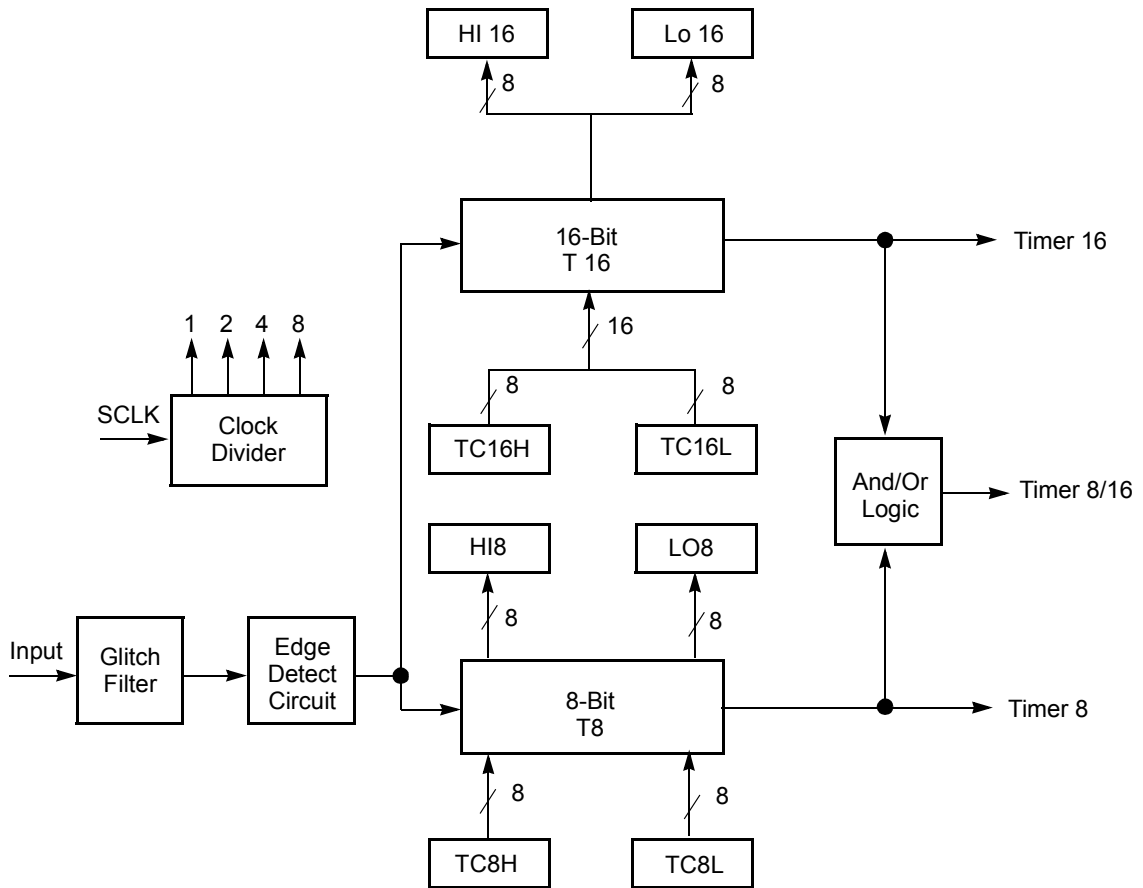 HI 16
Lo 16
8
8
16-Bit
T 16
Timer 16
16
1 2 4 8
8
8
SCLK
Clock
Divider
TC16H
TC16L
And/Or
Logic
Timer 8/16
HI8
LO8
8
8
Input
Glitch
Filter
Edge
Detect
Circuit
8-Bit
T8
Timer 8
8
8
TC8H
TC8L